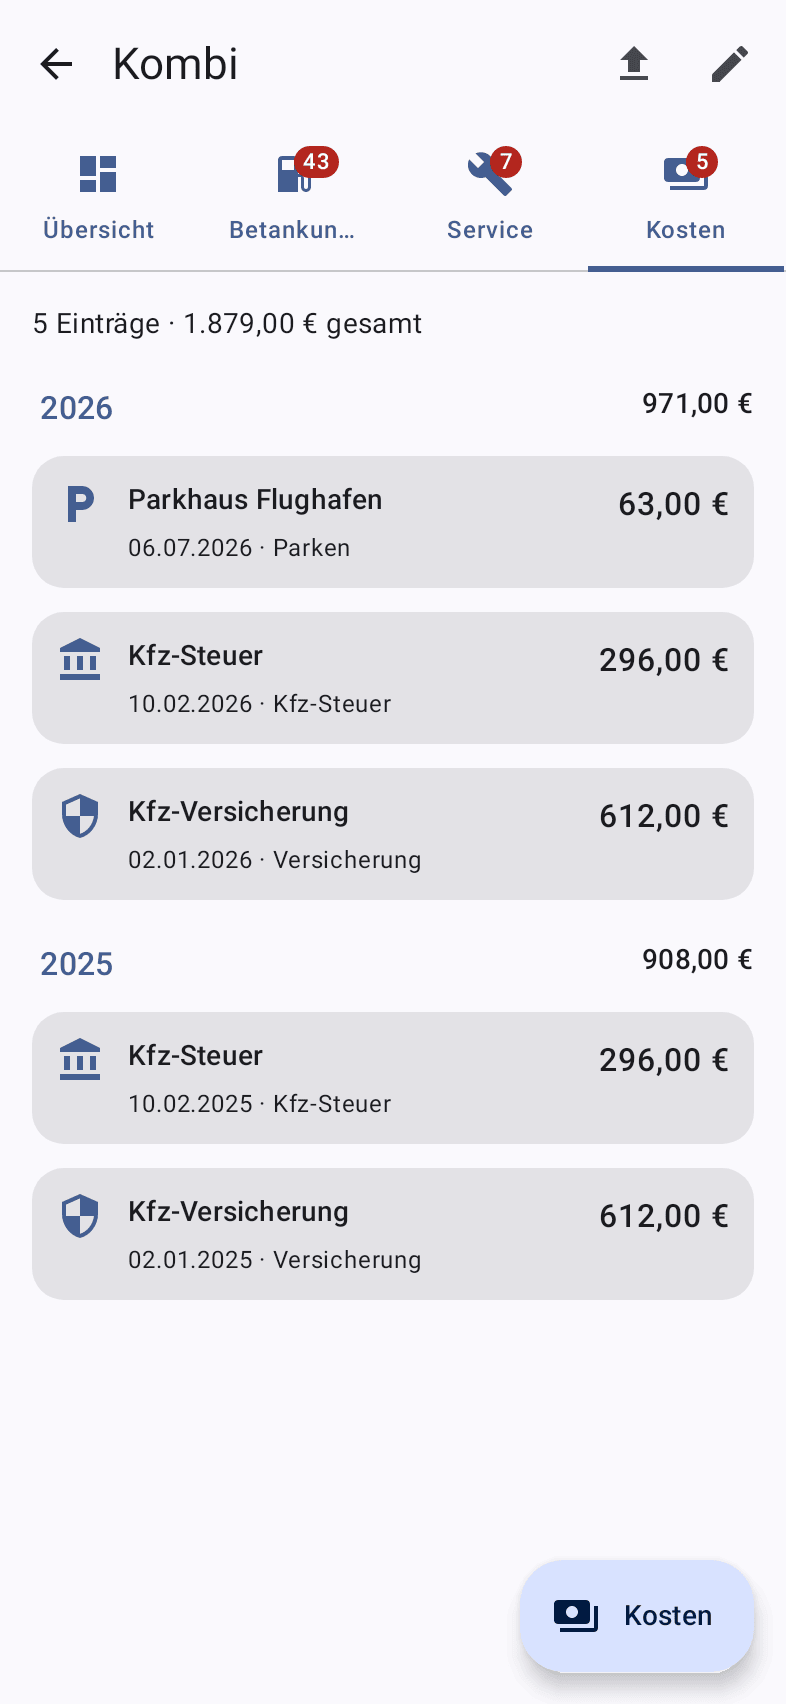 Kombi
43
7
5
Übersicht
Betankun…
Service
Kosten
5 Einträge · 1.879,00 € gesamt
2026
971,00 €
P
Parkhaus Flughafen
63,00 €
06.07.2026 · Parken
Kfz-Steuer
296,00 €
10.02.2026 · Kfz-Steuer
Kfz-Versicherung
612,00 €
02.01.2026 · Versicherung
2025
908,00 €
Kfz-Steuer
296,00 €
10.02.2025 · Kfz-Steuer
Kfz-Versicherung
612,00 €
02.01.2025 · Versicherung
Kosten